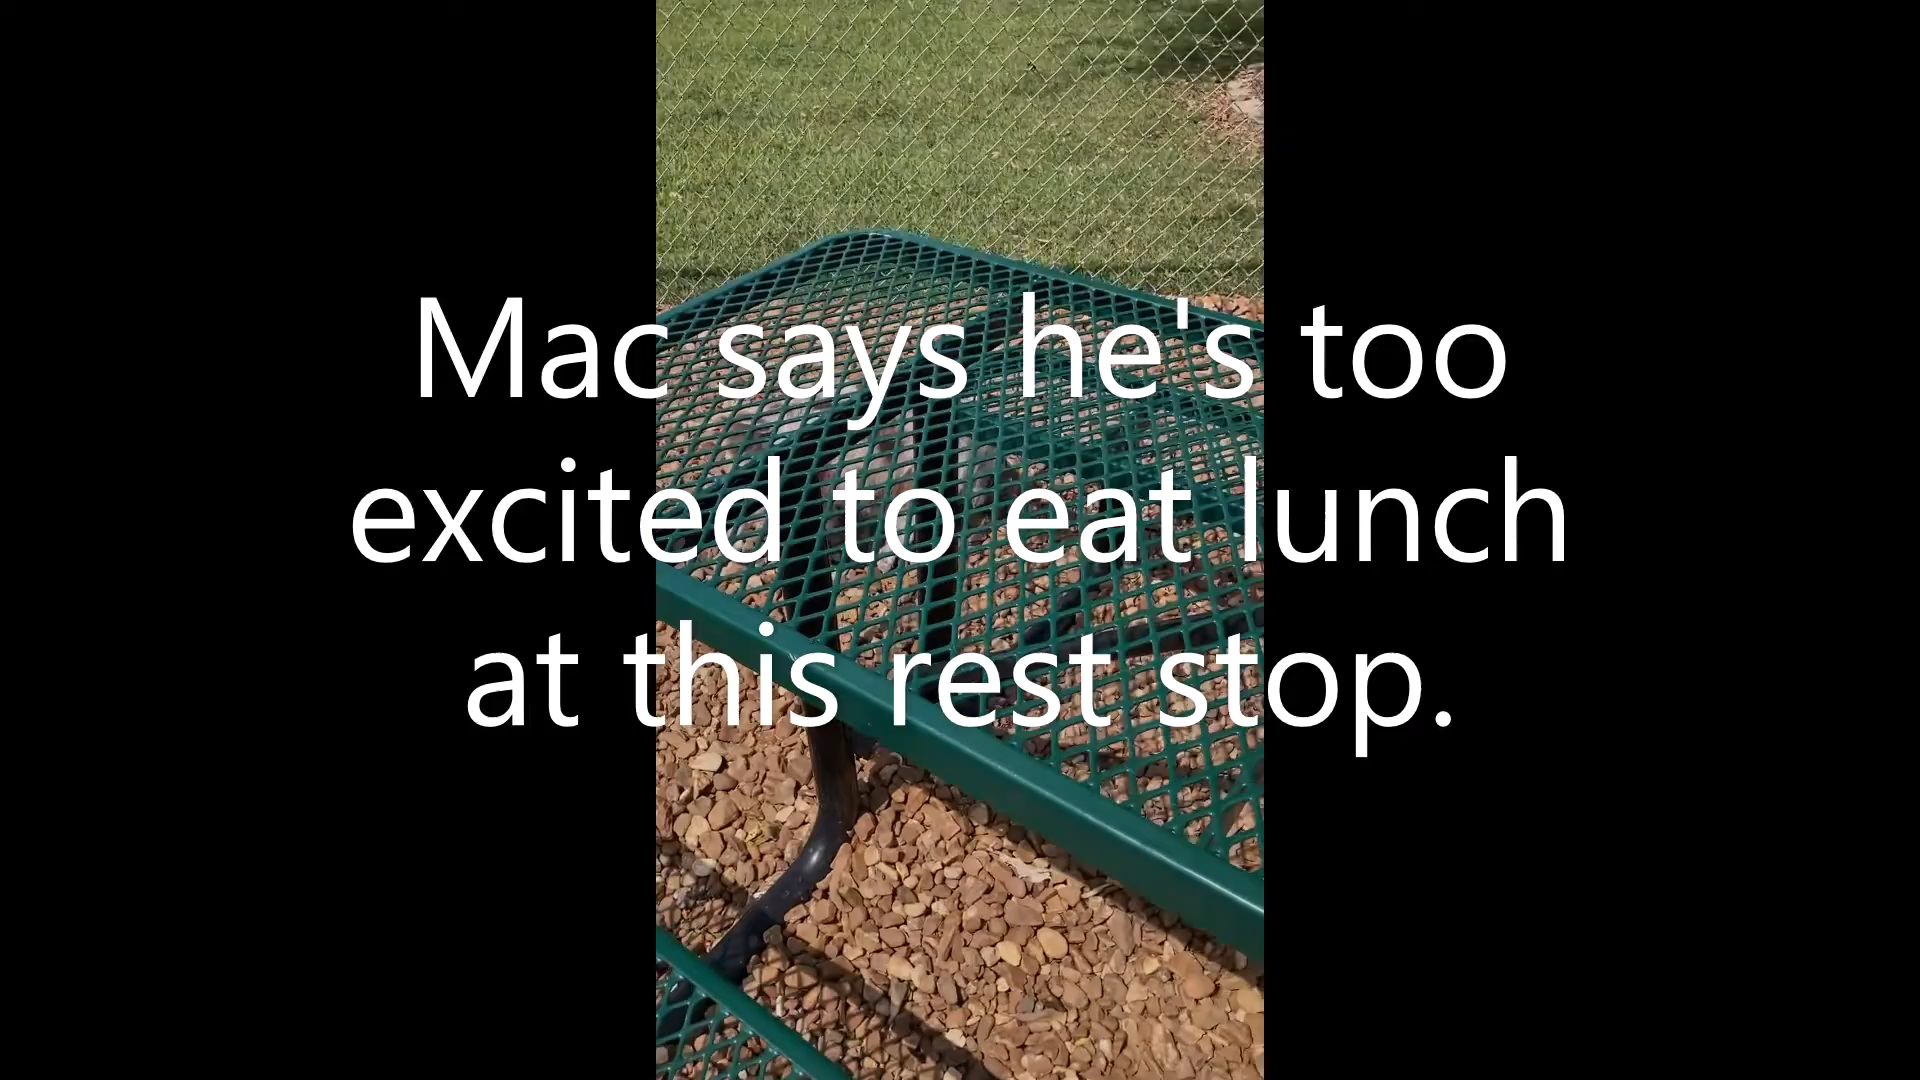 Mac says he's too
excited to eat lunch
at this rest stop.